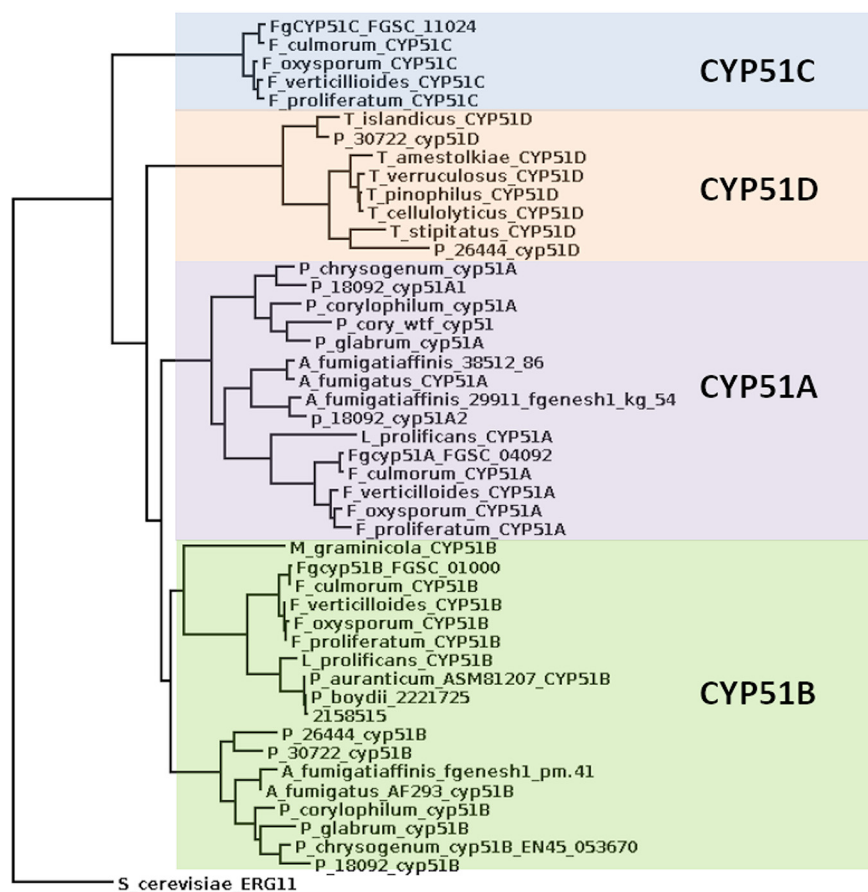 FgCYP51C_FGSC_11024
F_culmorum_CYP51C
F_oxysporum_CYP51C
F_verticillioides_CYP51C
F_proliferatum_CYP51C
CYP51C
T_islandicus_CYP51D
P_30722_cyp51D
T_amestolkiae_CYP51D
T_verruculosus_CYP51D
T_pinophilus_CYP51D
T_cellulolyticus_CYP51D
T_stipitatus_CYP51D
P_26444_cyp51D
CYP51D
P_chrysogenum_cyp51A
P_18092_cyp51A1
P_corylophilum_cyp51A
P_cory_wtf_cyp51
P_glabrum_cyp51A
A_fumigatiaffinis_38512_86
A_fumigatus_CYP51A
A_fumigatiaffinis_29911_fgenesh1_kg_54
p_18092_cyp51A2
L_prolificans_CYP51A
Fgcyp51A_FGSC_04092
F_culmorum_CYP51A
F_verticilloides_CYP51A
F_oxysporum_CYP51A
F_proliferatum_CYP51A
CYP51A
M_graminicola_CYP51B
Fgcyp51B_FGSC_01000
F_culmorum_CYP51B
F_verticilloides_CYP51B
F_oxysporum_CYP51B
F_proliferatum_CYP51B
L_prolificans_CYP51B
P_auranticum_ASM81207_CYP51B
P_boydii_2221725
2158515
P_26444_cyp51B
P_30722_cyp51B
A_fumigatiaffinis_fgenesh1_pm.41
A_fumigatus_AF293_cyp51B
P_corylophilum_cyp51B
P_glabrum_cyp51B
P_chrysogenum_cyp51B_EN45_053670
P_18092_cyp51B
CYP51B
S_cerevisiae_ERG11